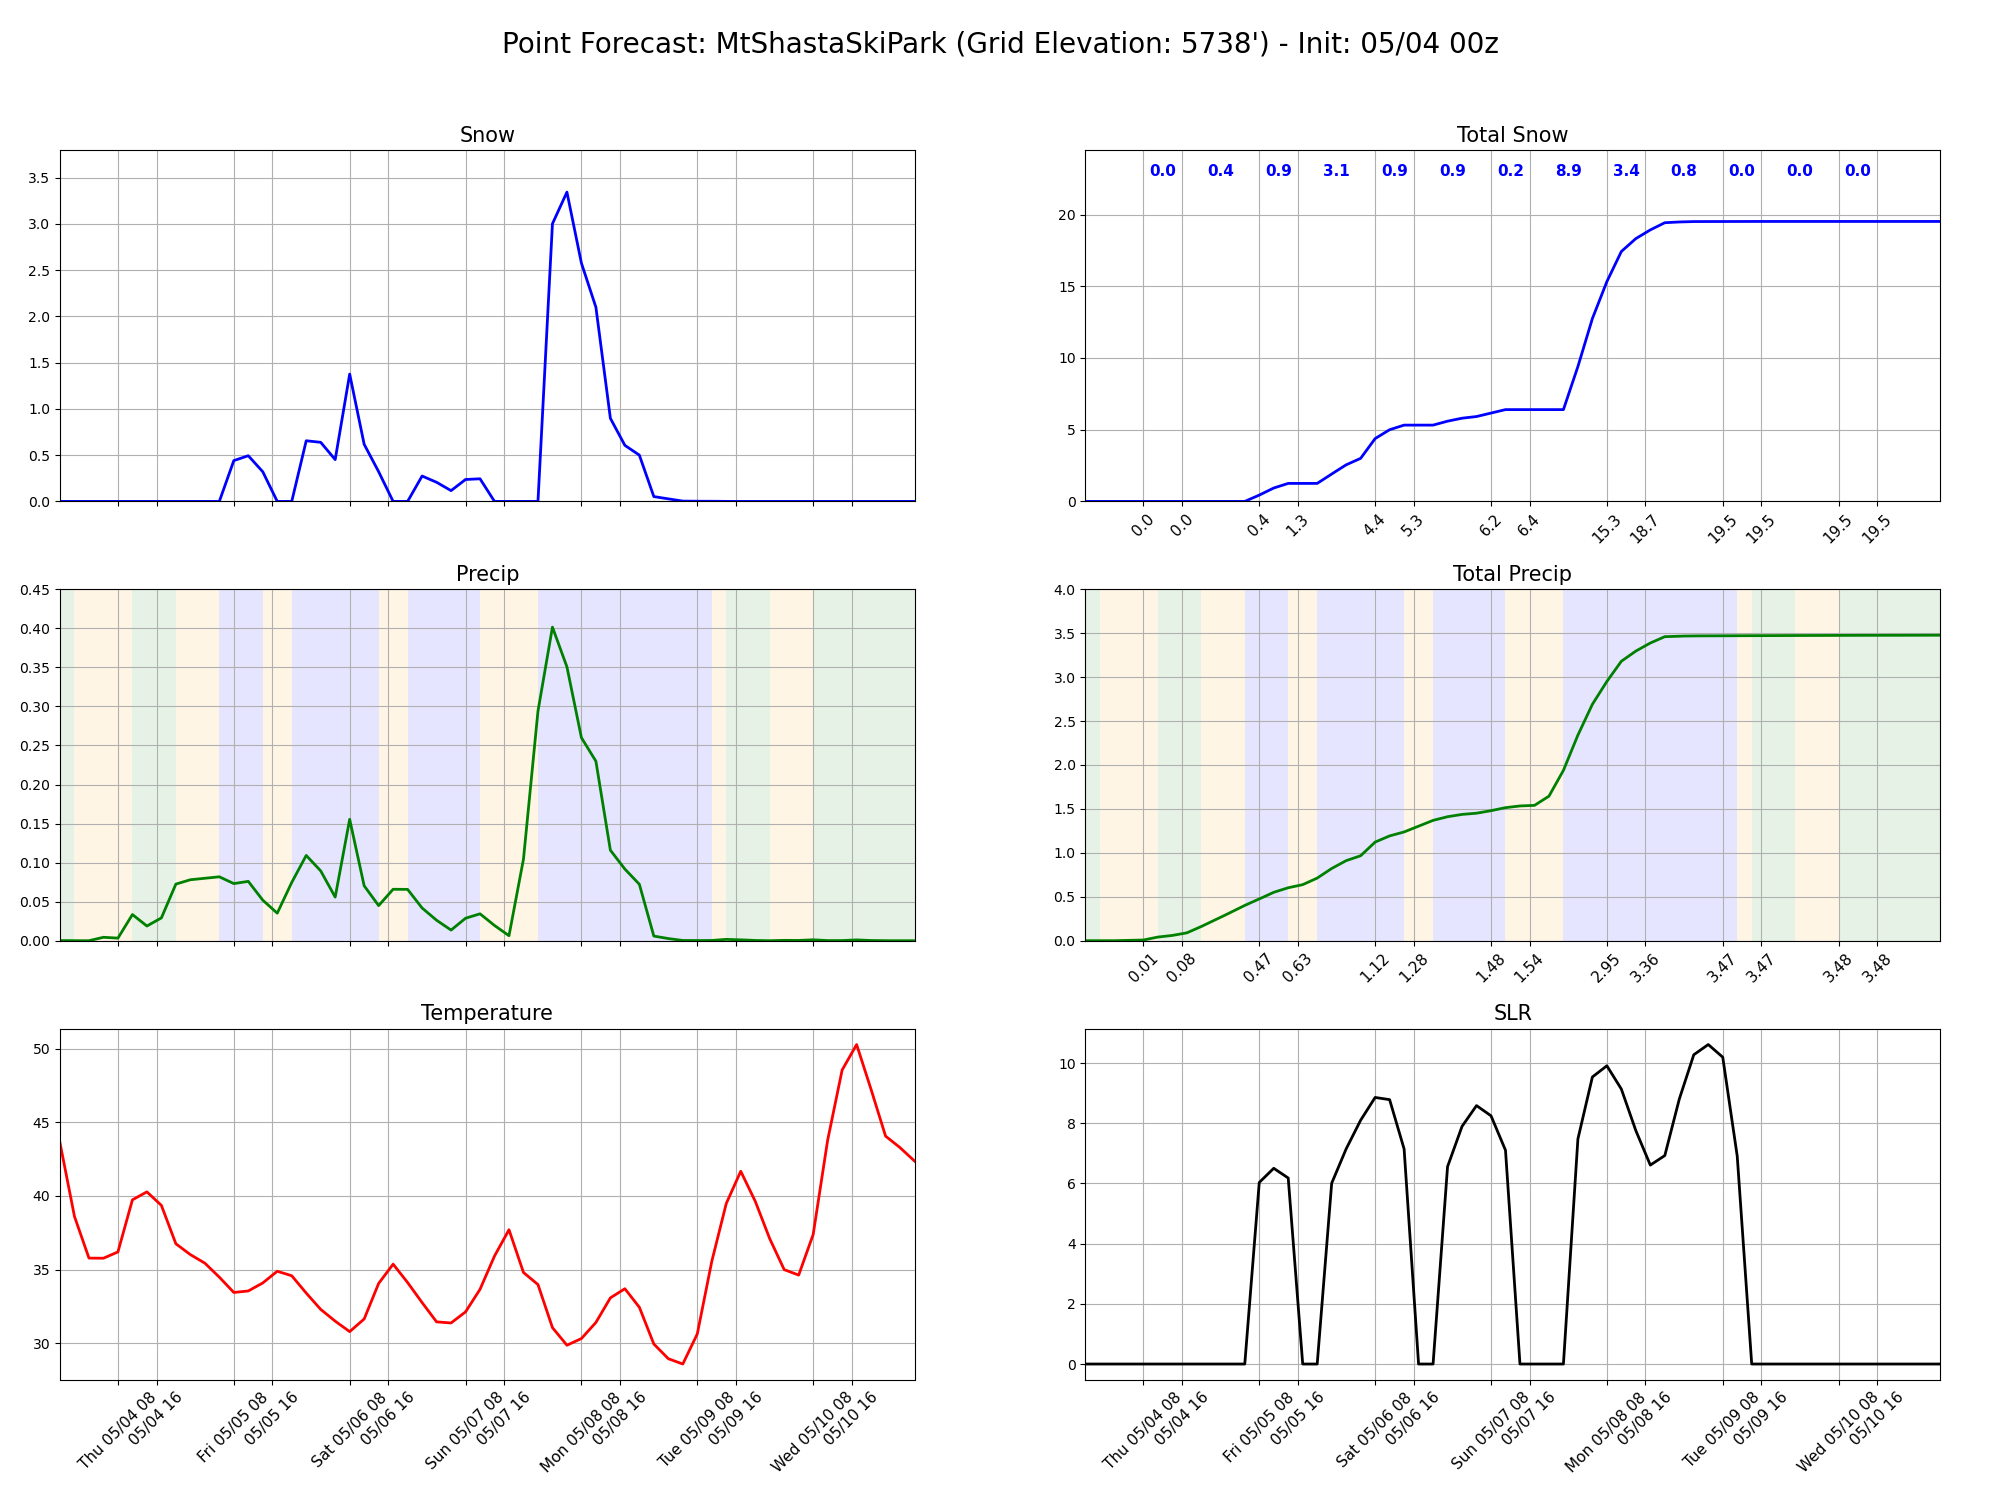 Point Forecast: MtShastaSkiPark (Grid Elevation: 5738') - Init: 05/04 00z
Snow
3.5
3.0
2.5
2.0
1.5
1.0
0.5
0.0
Total Snow
0.0 0.4 0.9 3.1 0.9 0.9 0.2 8.9 3.4 0.8 0.0 0.0 0.0
20
15
10
5
0
0.0 0.0 0.4 1.3 4.4 5.3 6.2 6.4 15.3 18.7 19.5 19.5 19.5 19.5
Precip
0.45
0.40
0.35
0.30
0.25
0.20
0.15
0.10
0.05
0.00
Total Precip
4.0
3.5
3.0
2.5
2.0
1.5
1.0
0.5
0.0
0.01 0.08 0.47 0.63 1.12 1.28 1.48 1.54 2.95 3.36 3.47 3.47 3.48 3.48
Temperature
50
45
40
35
30
Thu 05/04 08
05/04 16
Fri 05/05 08
05/05 16
Sat 05/06 08
05/06 16
Sun 05/07 08
05/07 16
Mon 05/08 08
05/08 16
Tue 05/09 08
05/09 16
Wed 05/10 08
05/10 16
SLR
10
8
6
4
2
0
Thu 05/04 08
05/04 16
Fri 05/05 08
05/05 16
Sat 05/06 08
05/06 16
Sun 05/07 08
05/07 16
Mon 05/08 08
05/08 16
Tue 05/09 08
05/09 16
Wed 05/10 08
05/10 16